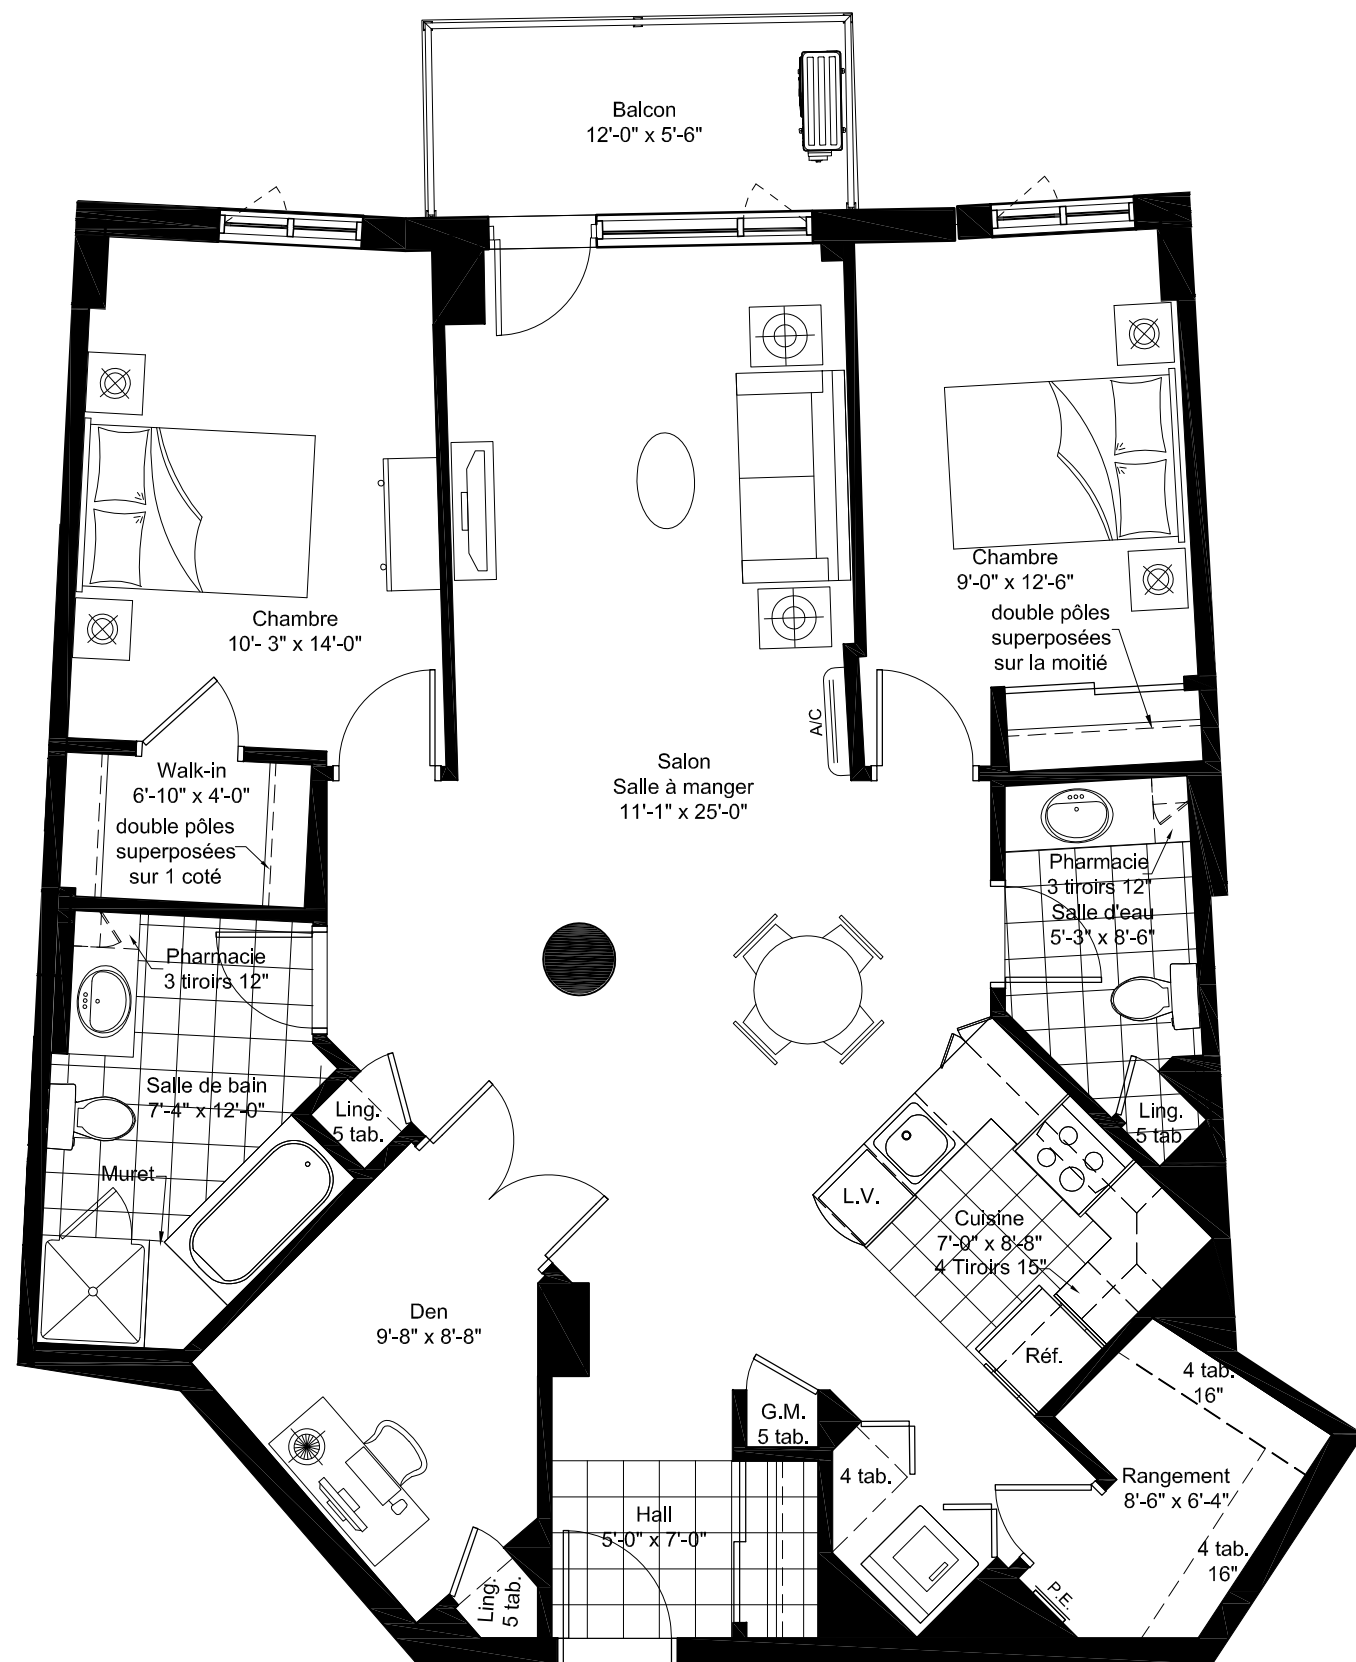 Balcon
12'-0" x 5'-6"
Chambre
9'-0" x 12'-6"
double pôles
superposées
sur la moitié
Chambre
10'- 3" x 14'-0"
A/C
Salon
Salle à manger
11'-1" x 25'-0"
Walk-in
6'-10" x 4'-0"
double pôles
superposées
sur 1 coté
Pharmacie
3 tiroirs 12"
Salle d'eau
5'-3" x 8'-6"
Pharmacie
3 tiroirs 12"
Salle de bain
7'-4" x 12'-0"
Ling.
5 tab.
Ling.
5 tab
Muret
L.V.
Cuisine
7'-0" x 8'-8"
4 Tiroirs 15"
Den
9'-8" x 8'-8"
Réf.
4 tab.
16"
G.M.
5 tab.
4 tab.
Rangement
8'-6" x 6'-4"
Hall
5'-0" x 7'-0"
4 tab.
16"
Ling.
5 tab.
P.E.